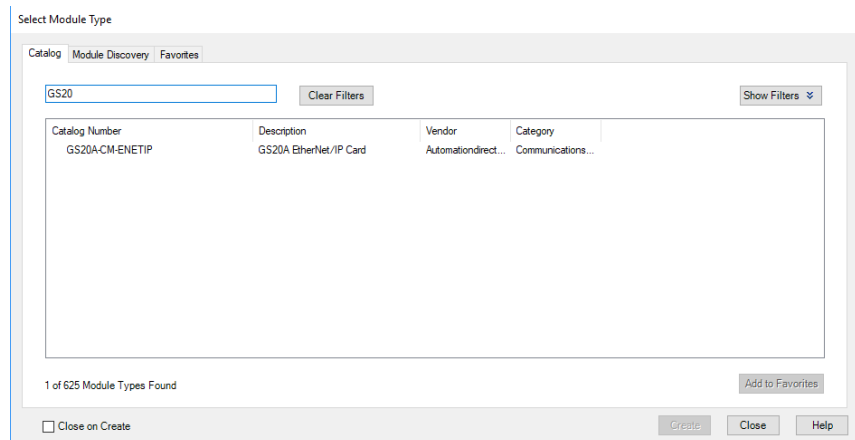 Select Module Type
Catalog Module Discovery Favorites
GS20 Clear Filters Show Filters
Catalog Number Description Vendor Category
GS20A-CM-ENETIP GS20A EtherNet/IP Card Automationdirect... Communications...
1 of 625 Module Types Found Add to Favorites
Close on Create Create Close Help